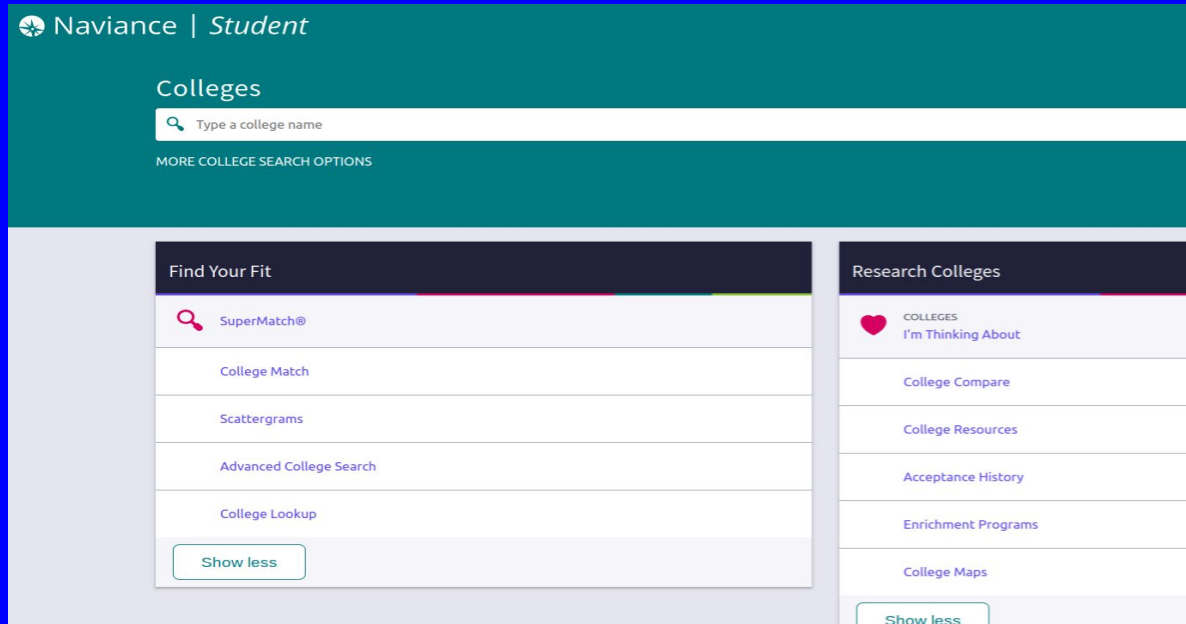 Naviance | Student
Colleges
Type a college name
MORE COLLEGE SEARCH OPTIONS
Find Your Fit
SuperMatch®
College Match
Scattergrams
Advanced College Search
College Lookup
Show less
Research Colleges
COLLEGES
I'm Thinking About
College Compare
College Resources
Acceptance History
Enrichment Programs
College Maps
Show less